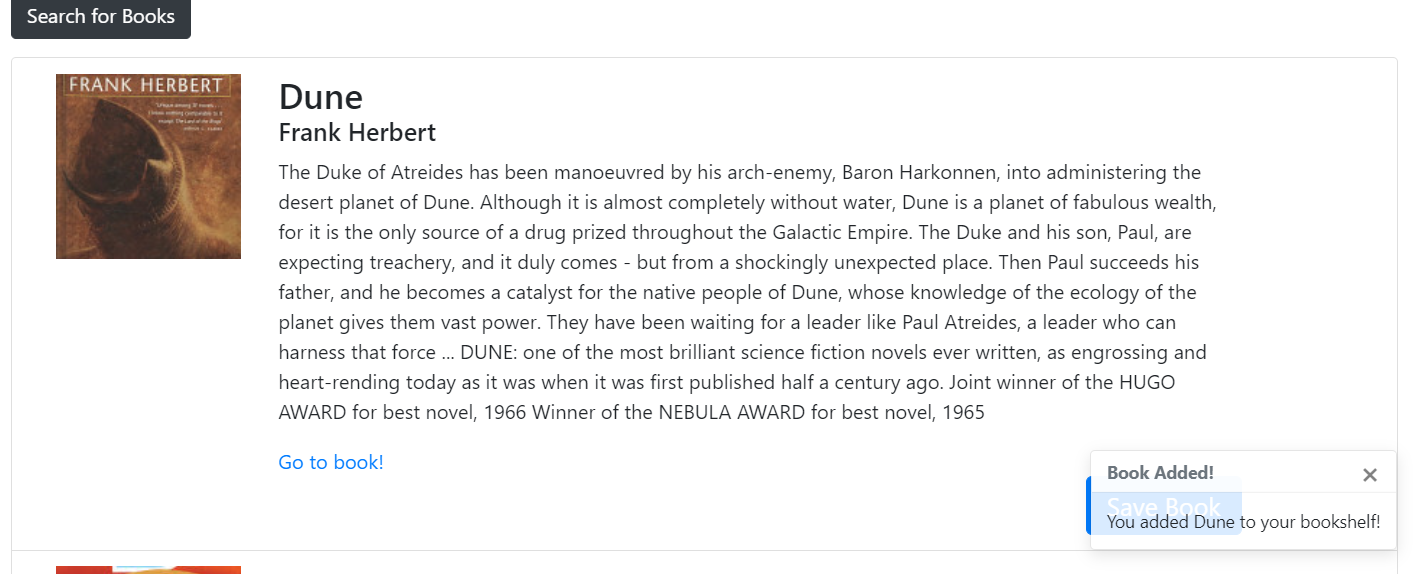 Search for Books
FRANK HERBERT
Dune
Frank Herbert
The Duke of Atreides has been manoeuvred by his arch-enemy, Baron Harkonnen, into administering the
desert planet of Dune. Although it is almost completely without water, Dune is a planet of fabulous wealth,
for it is the only source of a drug prized throughout the Galactic Empire. The Duke and his son, Paul, are
expecting treachery, and it duly comes - but from a shockingly unexpected place. Then Paul succeeds his
father, and he becomes a catalyst for the native people of Dune, whose knowledge of the ecology of the
planet gives them vast power. They have been waiting for a leader like Paul Atreides, a leader who can
harness that force ... DUNE: one of the most brilliant science fiction novels ever written, as engrossing and
heart-rending today as it was when it was first published half a century ago. Joint winner of the HUGO
AWARD for best novel, 1966 Winner of the NEBULA AWARD for best novel, 1965
Go to book!
Book Added! ×
Save Book
You added Dune to your bookshelf!